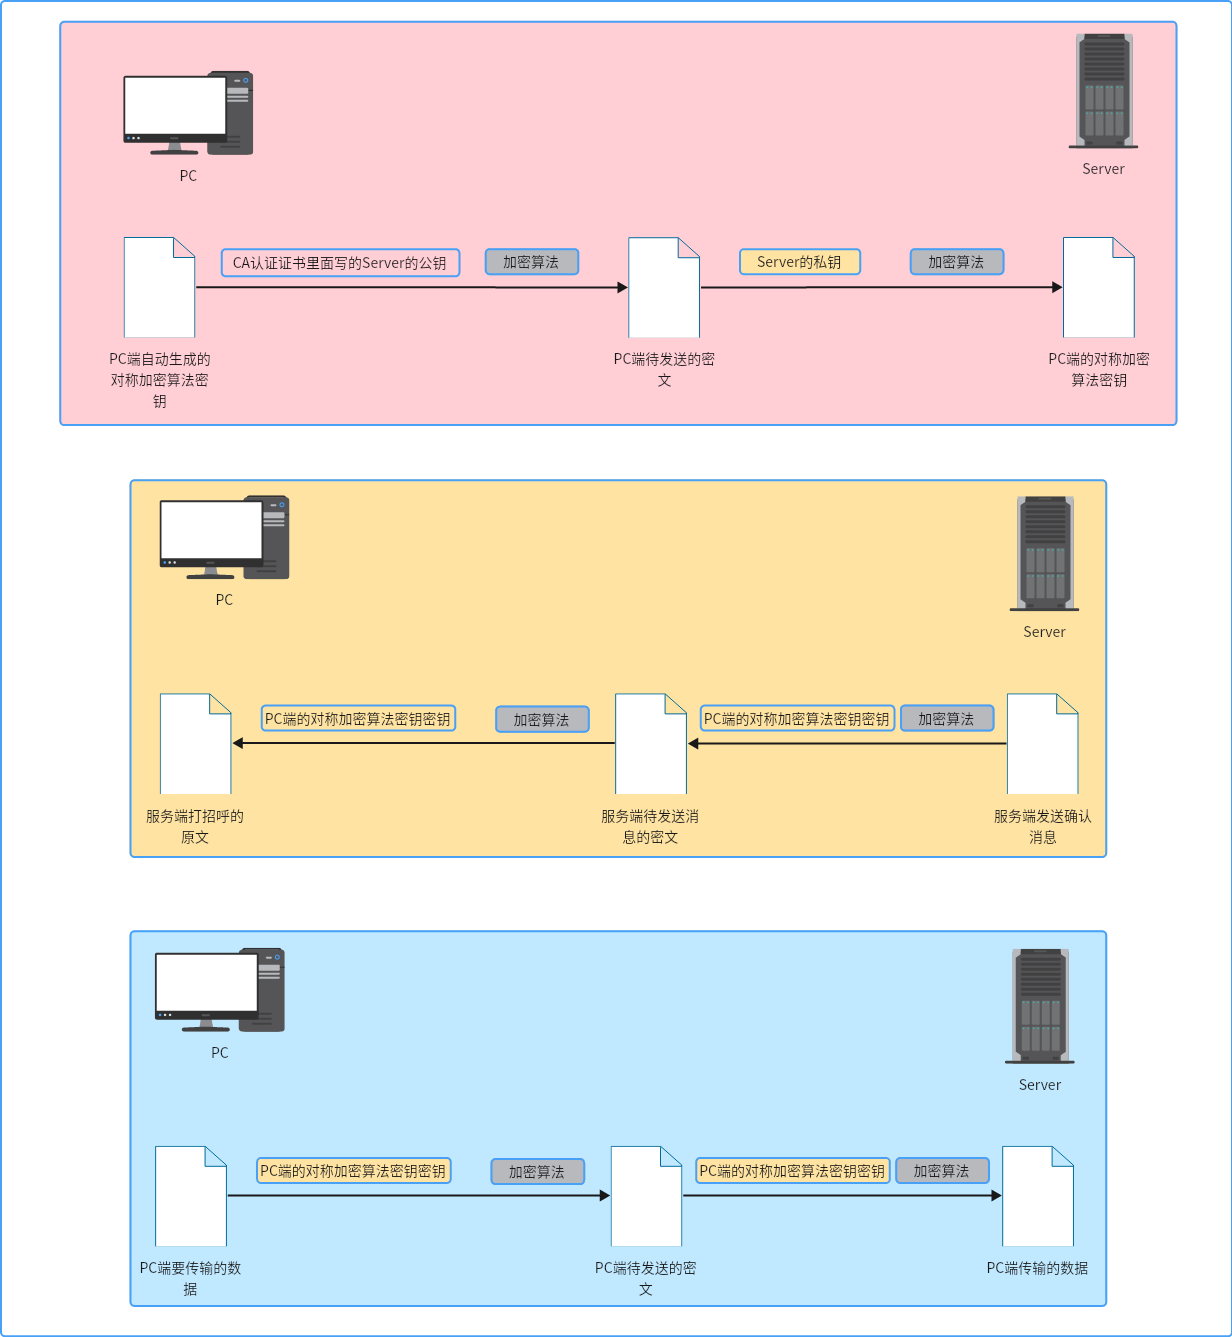 PC
Server
CA认证证书里面写的Server的公钥
加密算法
Server的私钥
加密算法
PC端自动生成的
对称加密算法密
钥
PC端待发送的密
文
PC端的对称加密
算法密钥
PC
Server
PC端的对称加密算法密钥密钥
加密算法
PC端的对称加密算法密钥密钥
加密算法
服务端打招呼的
原文
服务端待发送消
息的密文
服务端发送确认
消息
PC
Server
PC端的对称加密算法密钥密钥
加密算法
PC端的对称加密算法密钥密钥
加密算法
PC端要传输的数
据
PC端待发送的密
文
PC端传输的数据